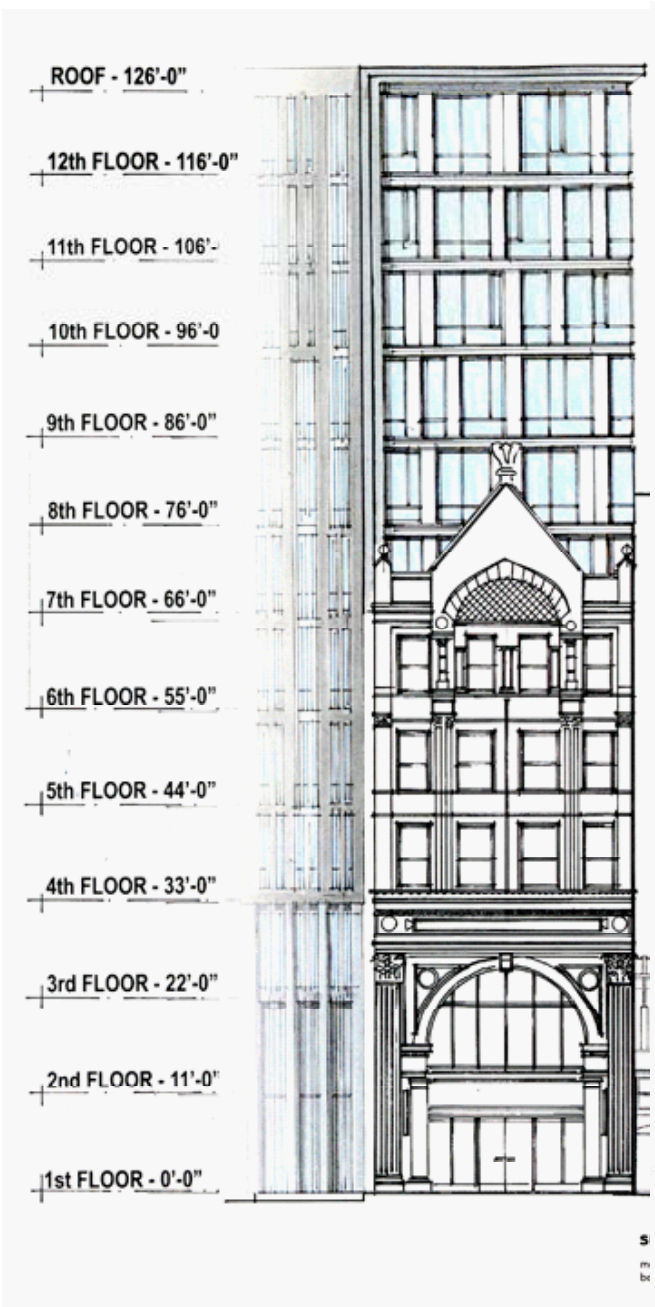 ROOF - 126'-0"
12th FLOOR - 116'-0"
11th FLOOR - 106'-
10th FLOOR - 96'-0
9th FLOOR - 86'-0"
8th FLOOR - 76'-0"
7th FLOOR - 66'-0"
6th FLOOR - 55'-0"
5th FLOOR - 44'-0"
4th FLOOR - 33'-0"
3rd FLOOR - 22'-0"
2nd FLOOR - 11'-0"
1st FLOOR - 0'-0"